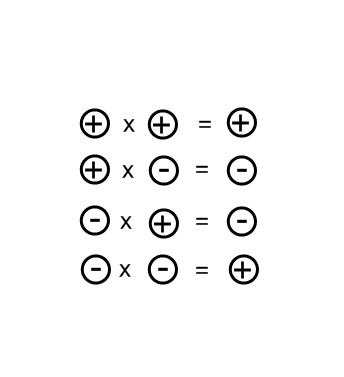 ⊕ x ⊕ = ⊕
⊕ x ⊖ = ⊖
⊖ x ⊕ = ⊖
⊖ x ⊖ = ⊕